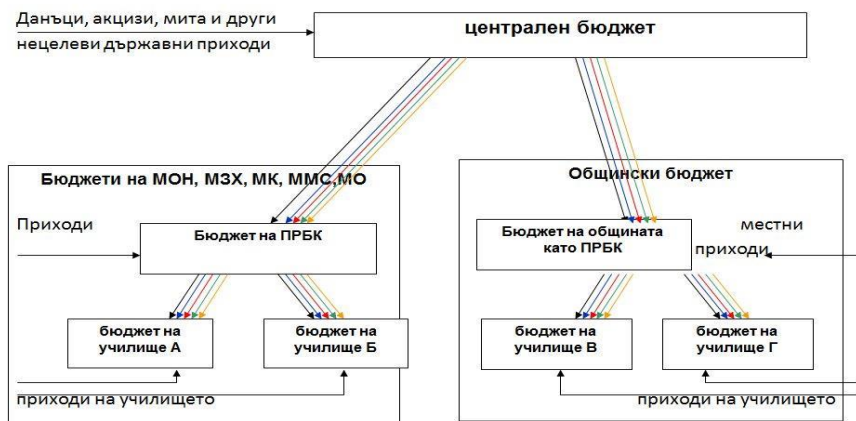 Данъци, акцизи, мита и други
нецелеви държавни приходи
централен бюджет
Бюджети на МОН, МЗХ, МК, ММС,МО
Приходи
Бюджет на ПРБК
бюджет на
училище А
бюджет на
училище Б
приходи на училището
Общински бюджет
Бюджет на общината
като ПРБК
местни
приходи
бюджет на
училище В
бюджет на
училище Г
приходи на училището